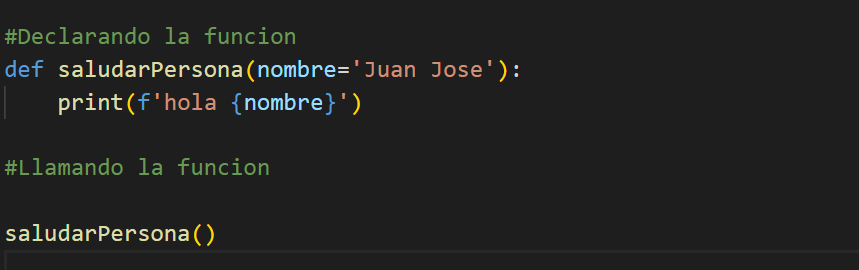 #Declarando la funcion
def saludarPersona(nombre='Juan Jose'):
    print(f'hola {nombre}')
#Llamando la funcion
saludarPersona()